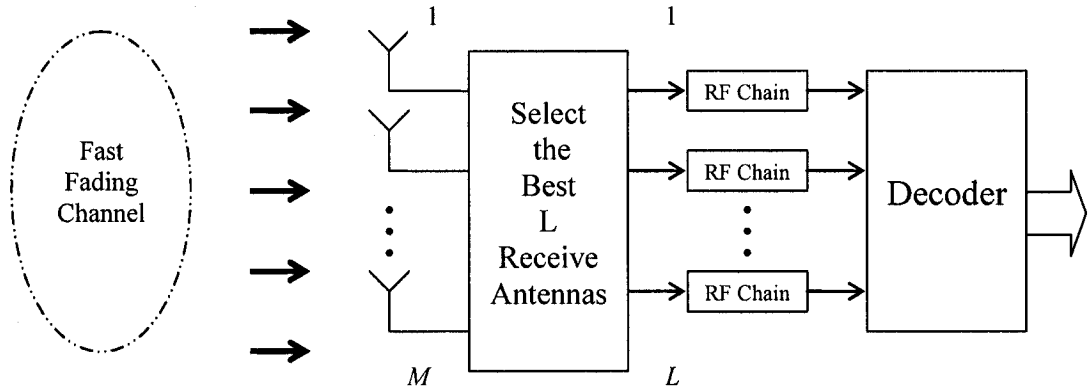 1
1
Fast
Fading
Channel
Select
the
Best
L
Receive
Antennas
RF Chain
RF Chain
RF Chain
Decoder
M
L